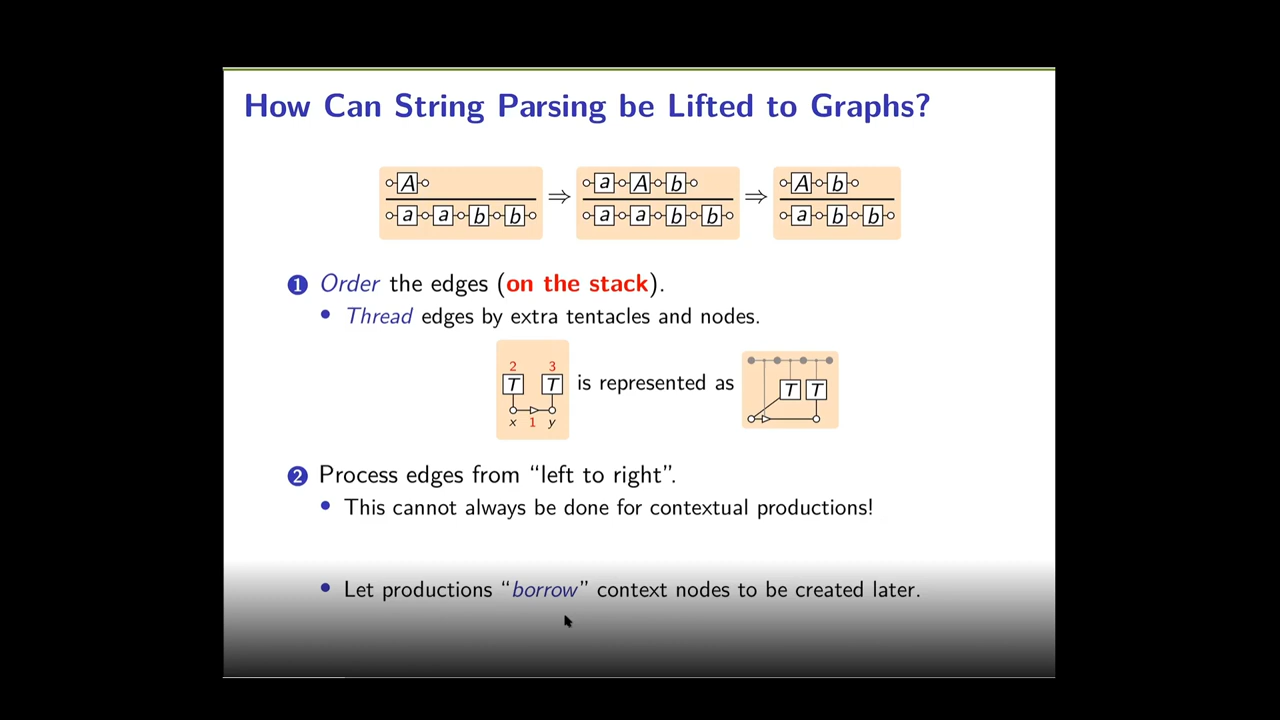 How Can String Parsing be Lifted to Graphs?
A ⇒ a A b ⇒ A b
a a b b a a b b a b b
1 Order the edges (on the stack).
• Thread edges by extra tentacles and nodes.
2 3
T T is represented as T T
x 1 y
2 Process edges from “left to right”.
• This cannot always be done for contextual productions!
• Let productions “borrow” context nodes to be created later.